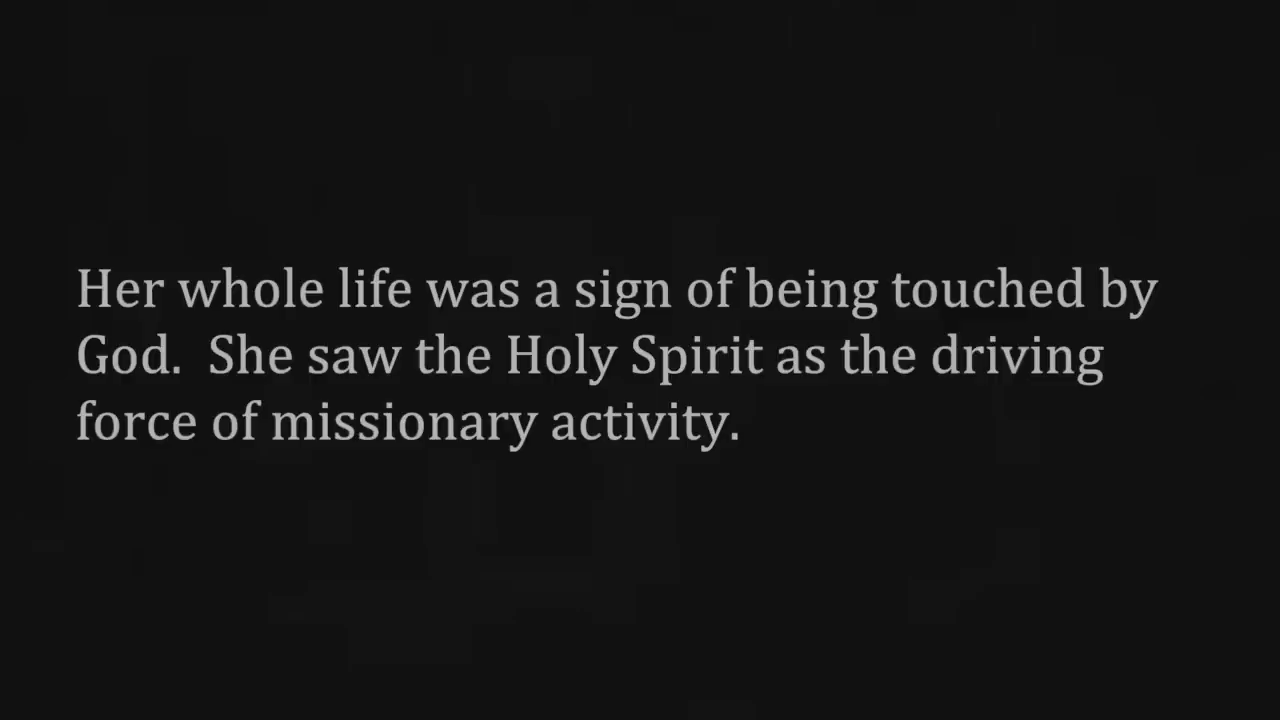 Her whole life was a sign of being touched by
God.  She saw the Holy Spirit as the driving
force of missionary activity.